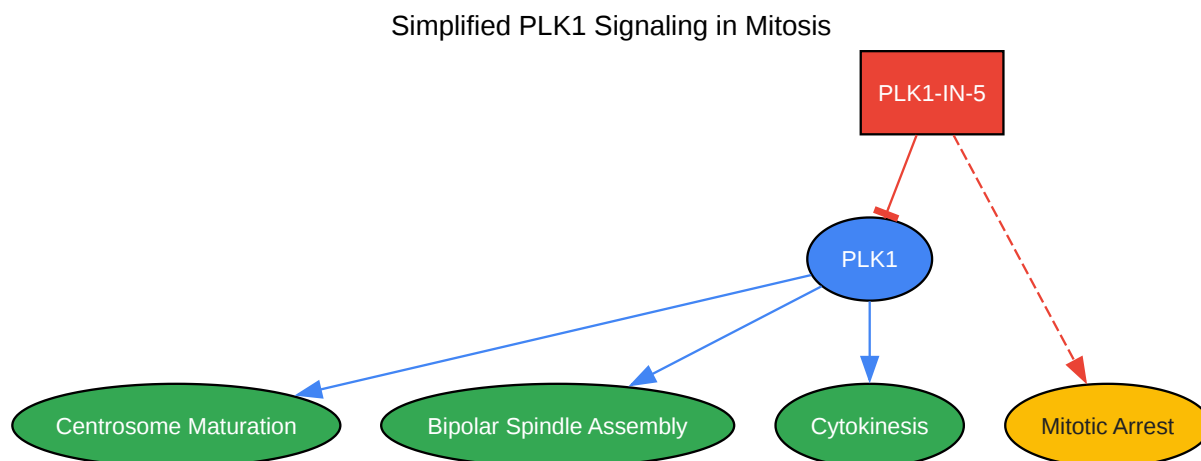 Simplified PLK1 Signaling in Mitosis
PLK1-IN-5
PLK1
Centrosome Maturation
Bipolar Spindle Assembly
Cytokinesis
Mitotic Arrest